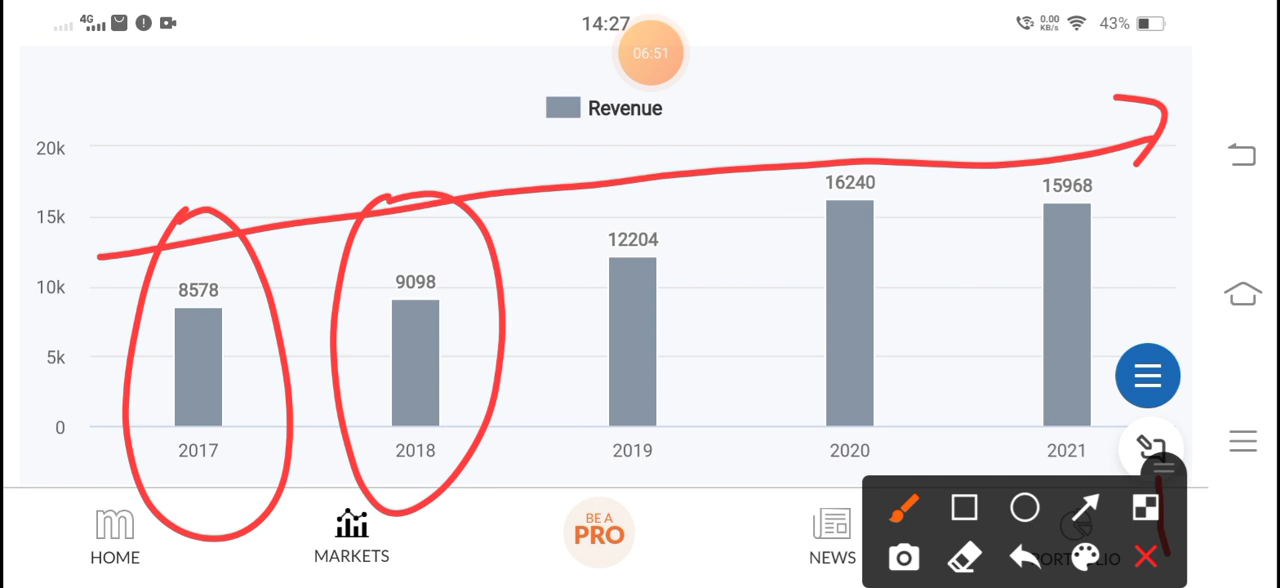 4G 14:27 0.00 KB/s 43%
06:51
Revenue
20k
15k
10k
5k
0
8578 9098 12204 16240 15968
2017 2018 2019 2020 2021
HOME MARKETS BE A PRO NEWS PORTFOLIO